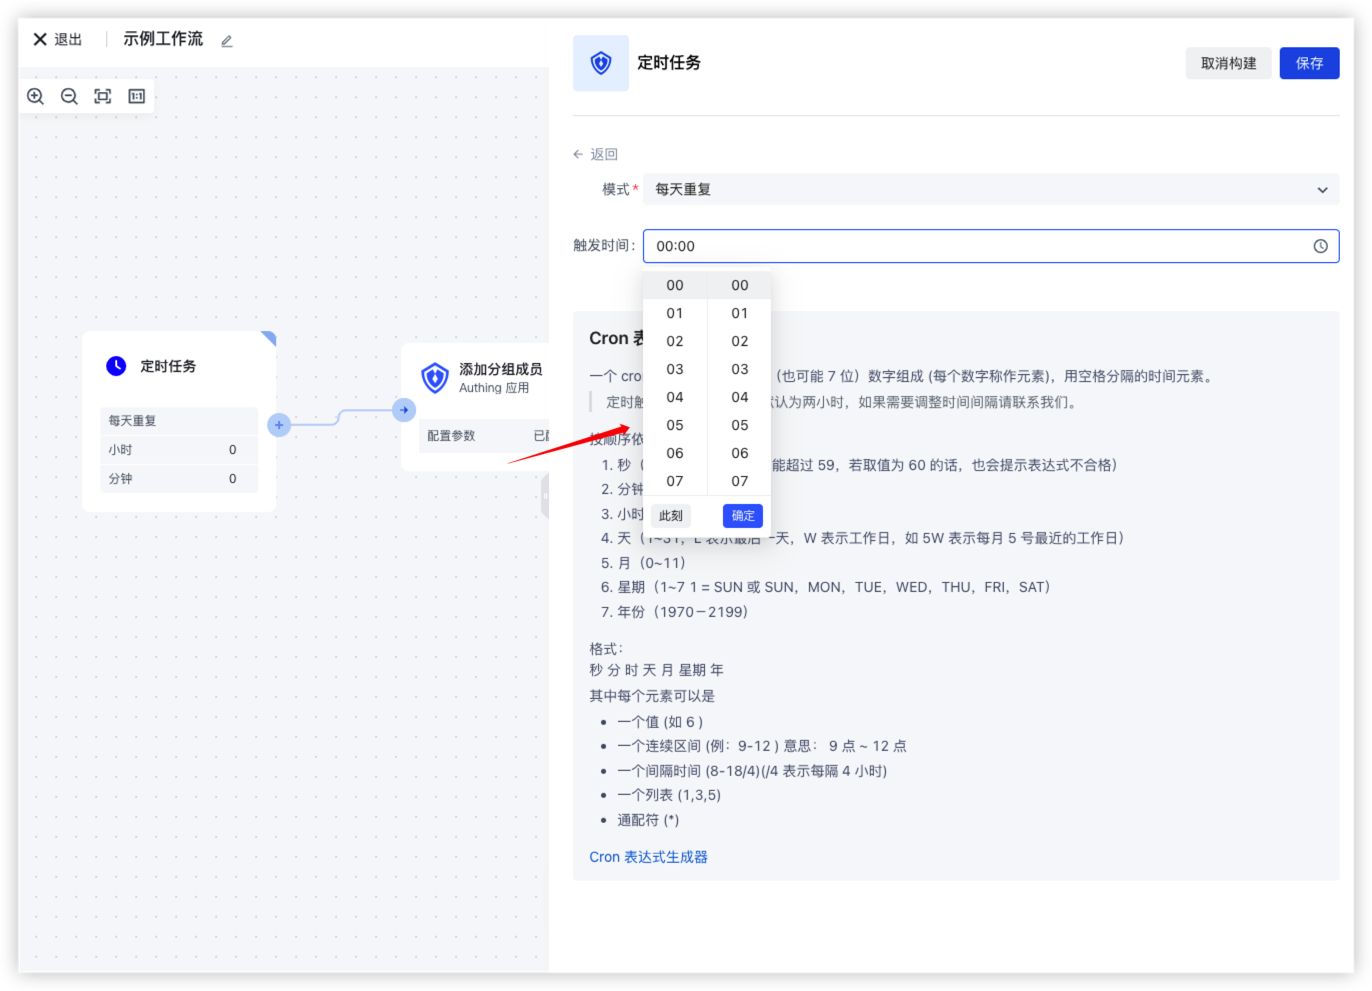 退出
示例工作流
定时任务
取消构建
保存
返回
模式*
每天重复
触发时间：
00:00
00 00
01 01
02 02
03 03
04 04
05 05
06 06
07 07
此刻
确定
定时任务
每天重复
小时 0
分钟 0
添加分组成员
Authing 应用
配置参数
1:1
Cron
一个 cro （也可能 7 位）数字组成 (每个数字称作元素)，用空格分隔的时间元素。
定时 认为两小时，如果需要调整时间间隔请联系我们。
按顺序依
1. 秒（ 能超过 59，若取值为 60 的话，也会提示表达式不合格）
2. 分钟
3. 小时
4. 天（1~31，L 表示最后一天，W 表示工作日，如 5W 表示每月 5 号最近的工作日）
5. 月（0~11）
6. 星期（1~7 1 = SUN 或 SUN，MON，TUE，WED，THU，FRI，SAT）
7. 年份（1970－2199）
格式：
秒 分 时 天 月 星期 年
其中每个元素可以是
一个值 (如 6 )
一个连续区间 (例：9-12 ) 意思： 9 点 ~ 12 点
一个间隔时间 (8-18/4)(/4 表示每隔 4 小时)
一个列表 (1,3,5)
通配符 (*)
Cron 表达式生成器